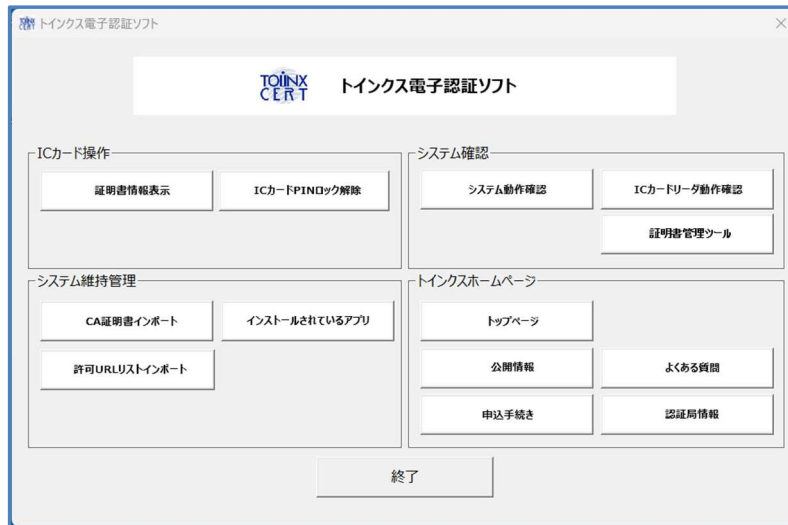 トインクス電子認証ソフト
TOiNX
CERT
トインクス電子認証ソフト
ICカード操作
証明書情報表示
ICカードPINロック解除
システム確認
システム動作確認
ICカードリーダ動作確認
証明書管理ツール
システム維持管理
CA証明書インポート
インストールされているアプリ
許可URLリストインポート
トインクスホームページ
トップページ
公開情報
よくある質問
申込手続き
認証局情報
終了